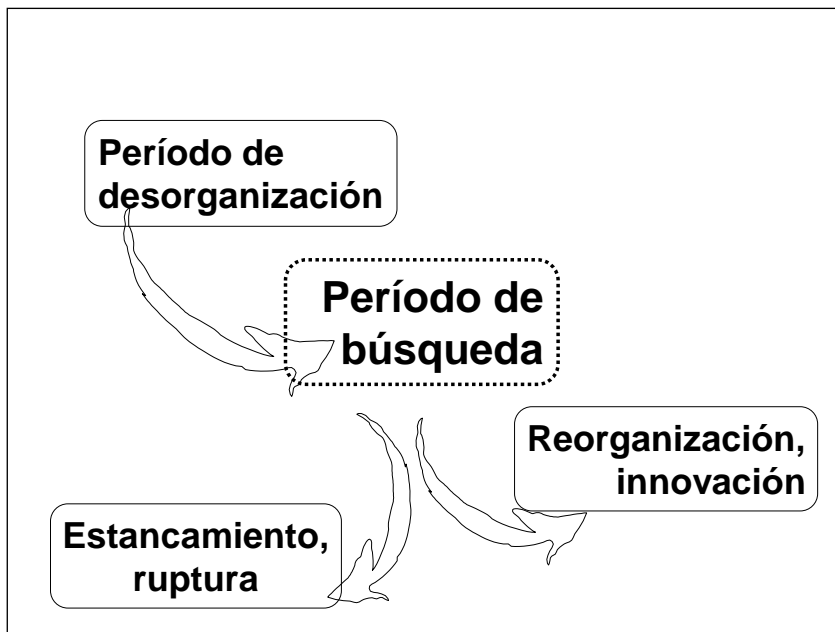 Período de
desorganización
Período de
búsqueda
Reorganización,
innovación
Estancamiento,
ruptura